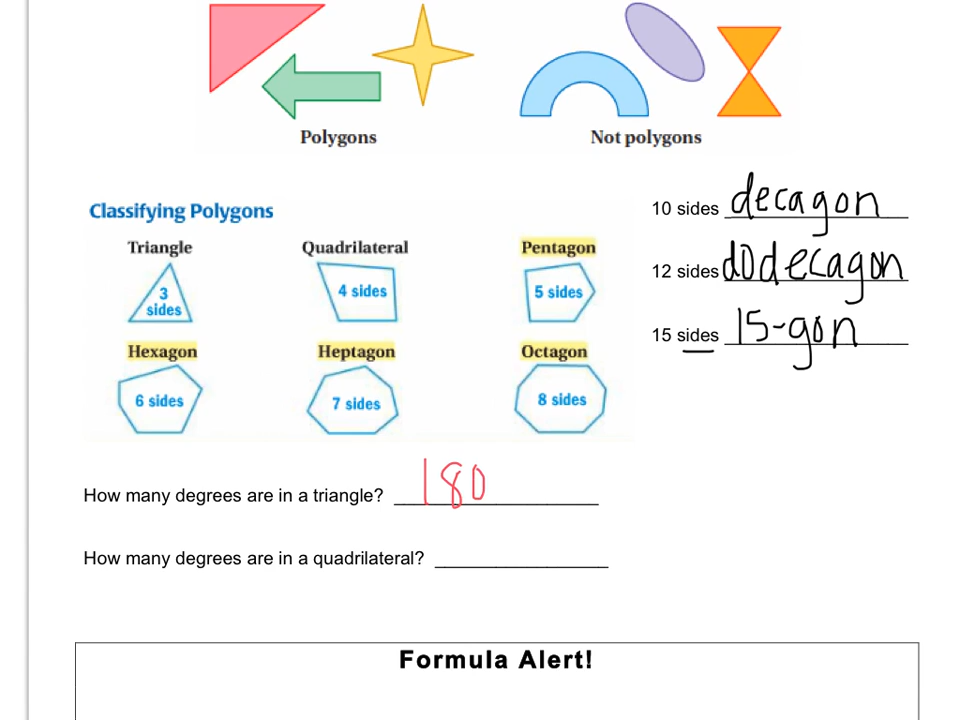 Polygons Not polygons
Classifying Polygons
Triangle Quadrilateral Pentagon
3 sides 4 sides 5 sides
Hexagon Heptagon Octagon
6 sides 7 sides 8 sides
10 sides decagon
12 sides dodecagon
15 sides 15-gon
How many degrees are in a triangle? 180
How many degrees are in a quadrilateral?
Formula Alert!